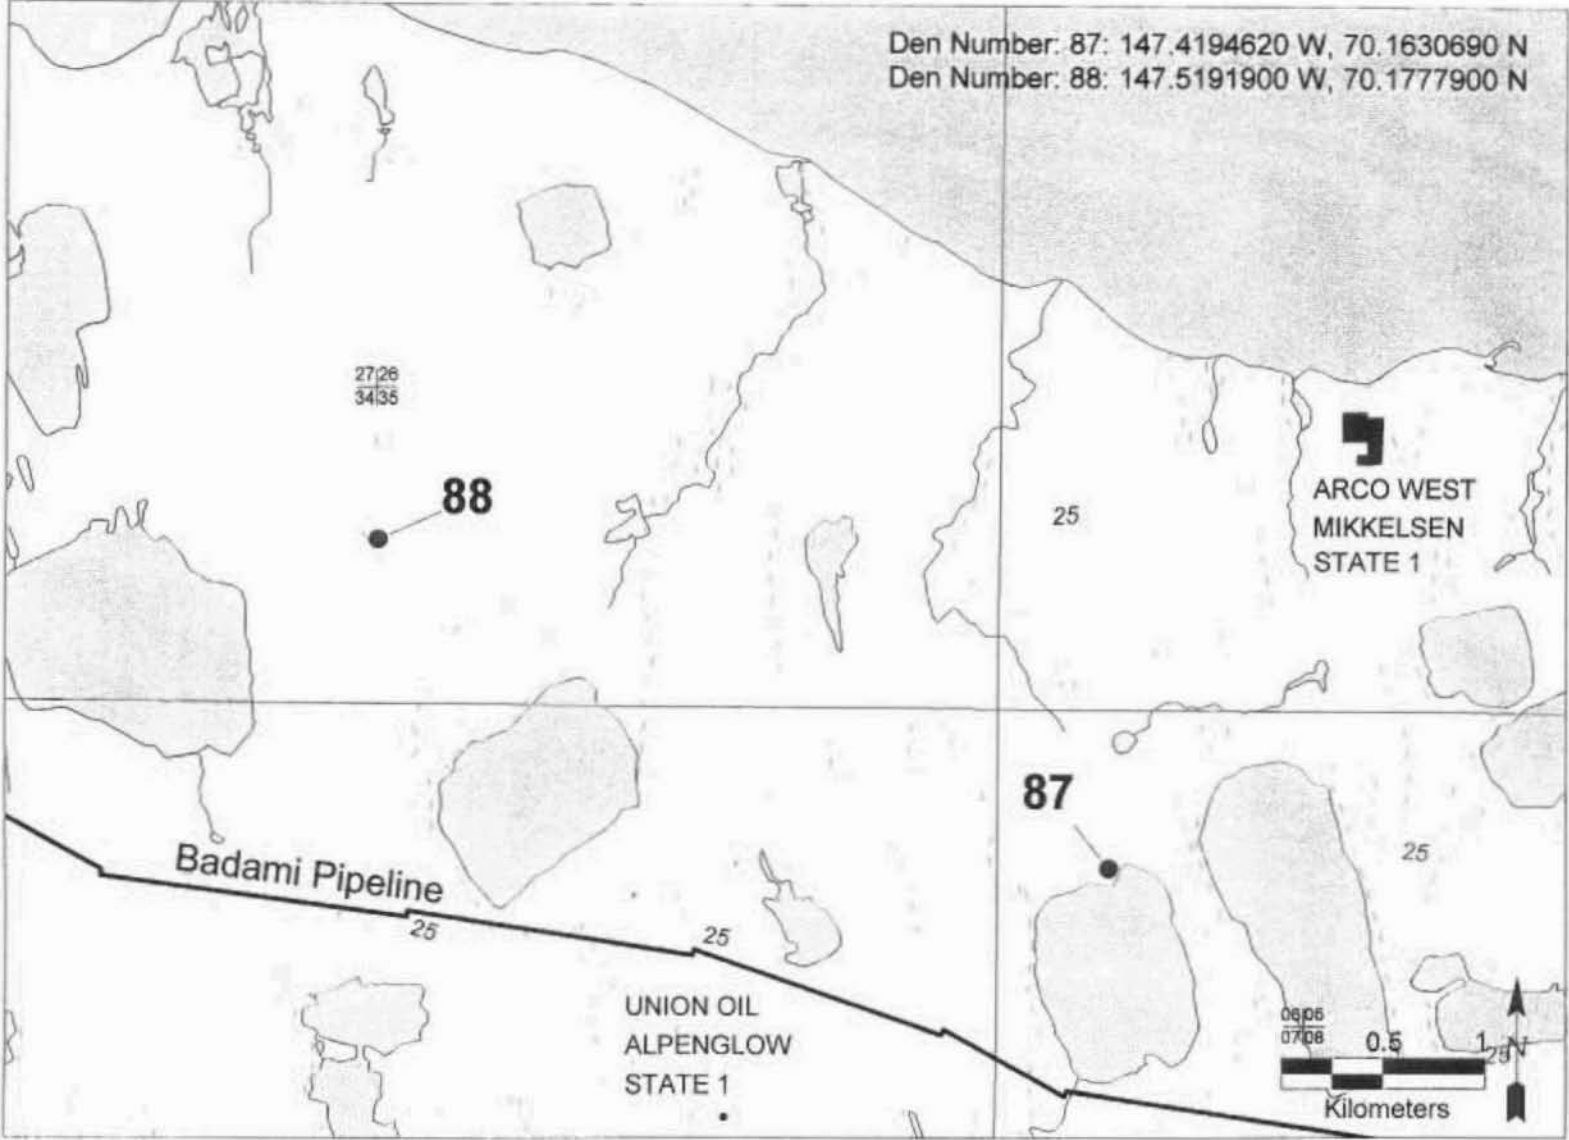 Den Number: 87: 147.4194620 W, 70.1630690 N
Den Number: 88: 147.5191900 W, 70.1777900 N
27 26
34 35
88
ARCO WEST
MIKKELSEN
STATE 1
25
87
25
Badami Pipeline
25
25
UNION OIL
ALPENGLOW
STATE 1
07 08
0.5 1
25
N
Kilometers